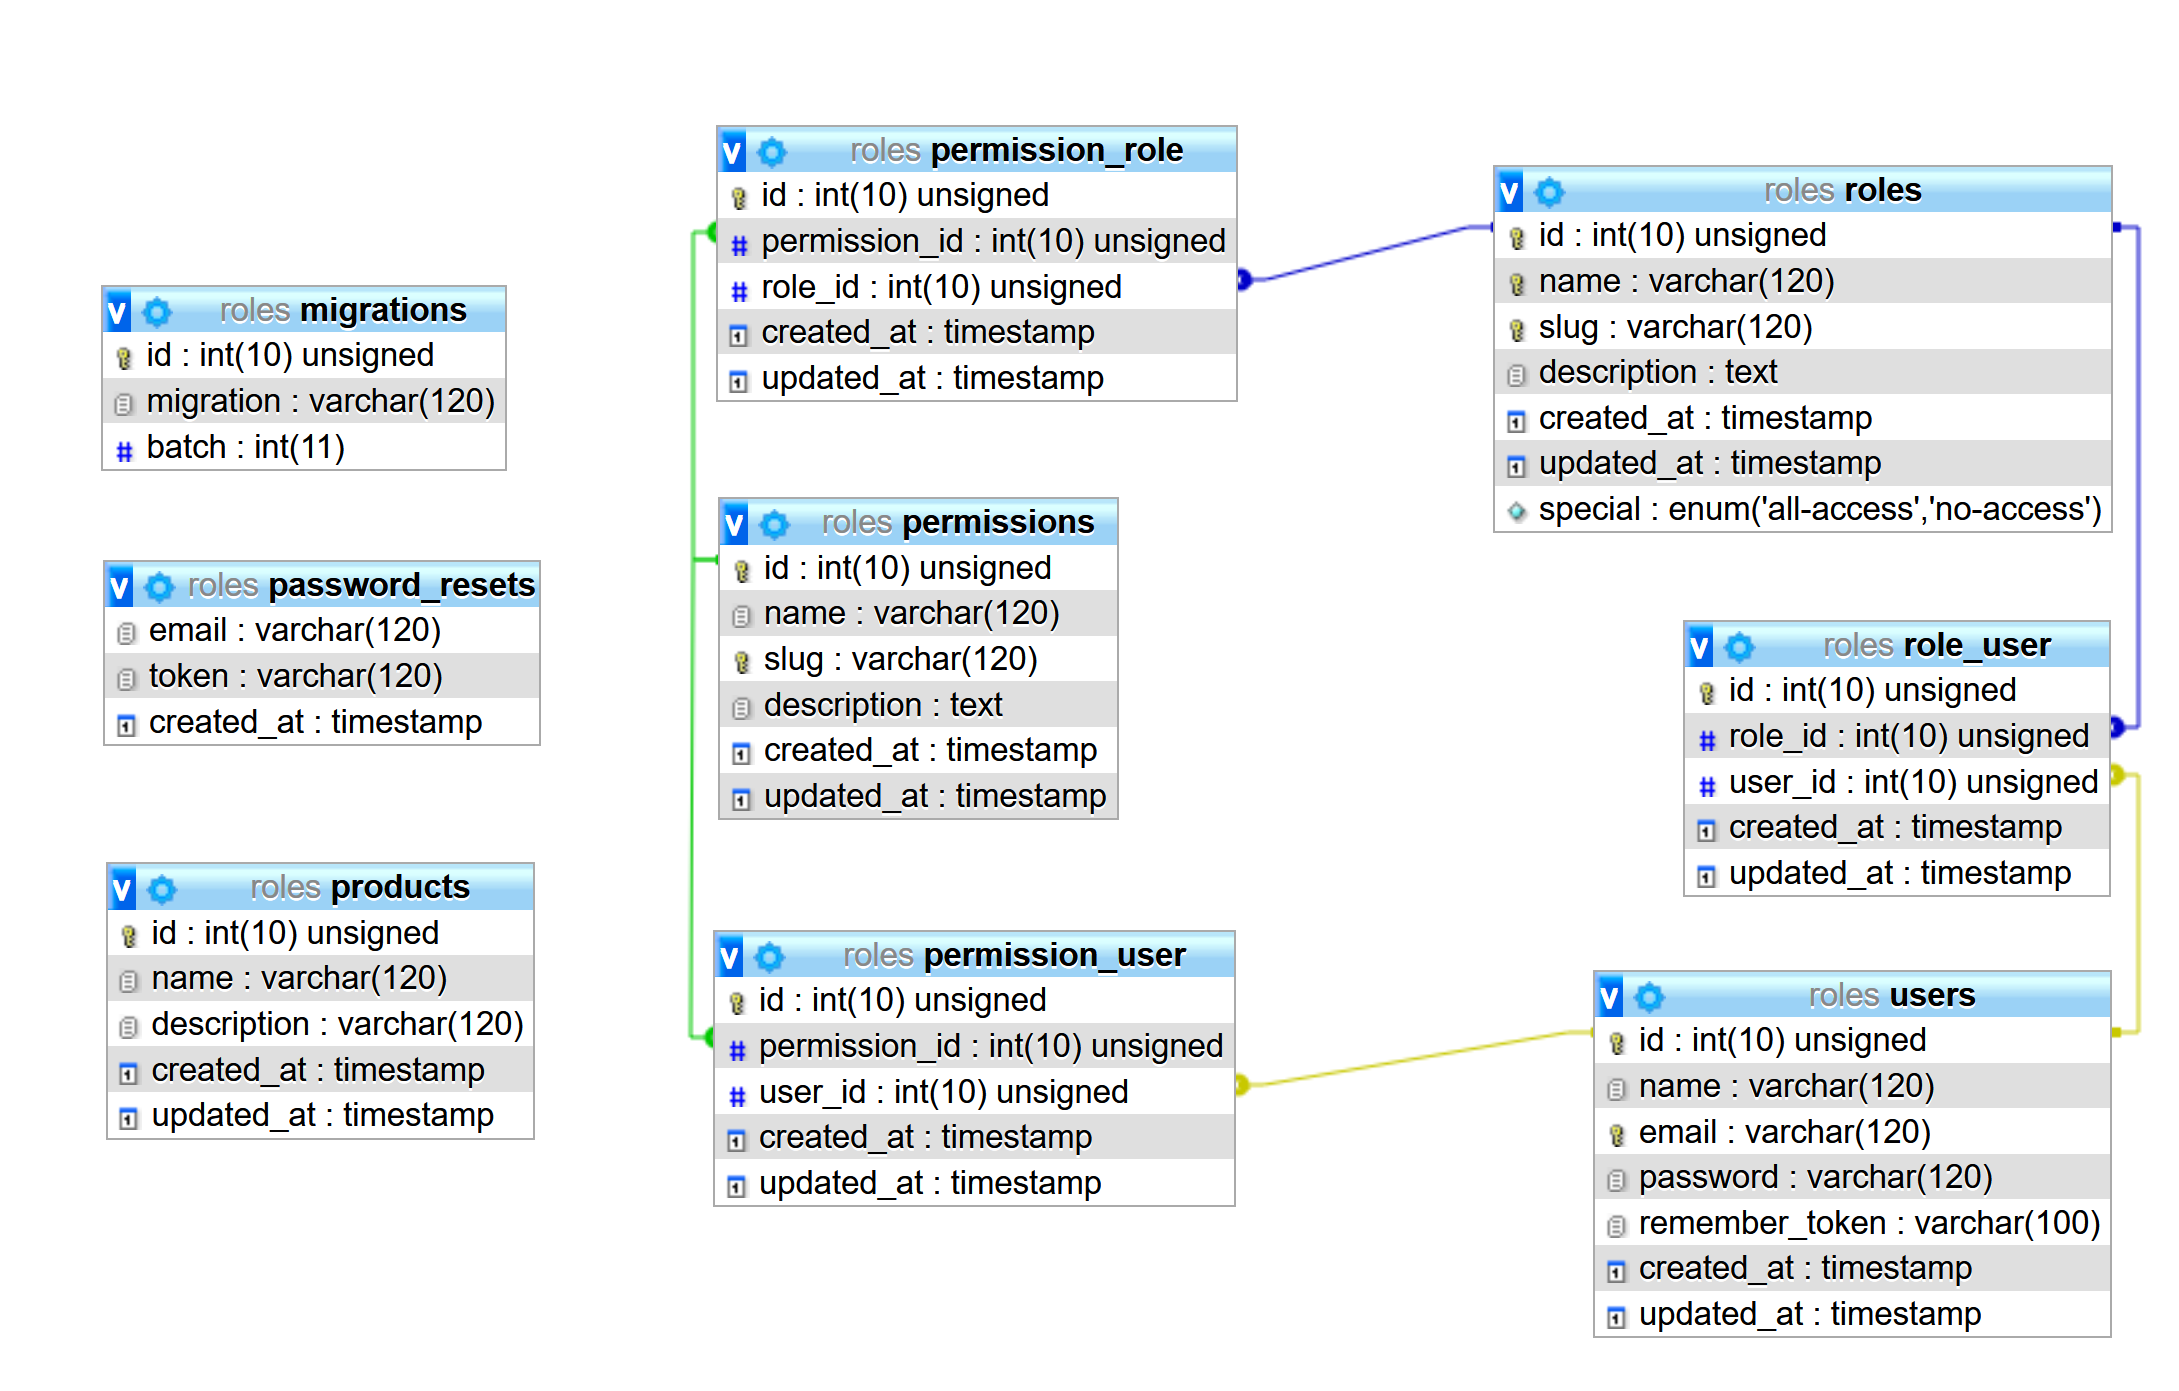 roles migrations
id : int(10) unsigned
migration : varchar(120)
batch : int(11)
roles password_resets
email : varchar(120)
token : varchar(120)
created_at : timestamp
roles products
id : int(10) unsigned
name : varchar(120)
description : varchar(120)
created_at : timestamp
updated_at : timestamp
roles permission_role
id : int(10) unsigned
permission_id : int(10) unsigned
role_id : int(10) unsigned
created_at : timestamp
updated_at : timestamp
roles permissions
id : int(10) unsigned
name : varchar(120)
slug : varchar(120)
description : text
created_at : timestamp
updated_at : timestamp
roles permission_user
id : int(10) unsigned
permission_id : int(10) unsigned
user_id : int(10) unsigned
created_at : timestamp
updated_at : timestamp
roles roles
id : int(10) unsigned
name : varchar(120)
slug : varchar(120)
description : text
created_at : timestamp
updated_at : timestamp
special : enum('all-access','no-access')
roles role_user
id : int(10) unsigned
role_id : int(10) unsigned
user_id : int(10) unsigned
created_at : timestamp
updated_at : timestamp
roles users
id : int(10) unsigned
name : varchar(120)
email : varchar(120)
password : varchar(120)
remember_token : varchar(100)
created_at : timestamp
updated_at : timestamp